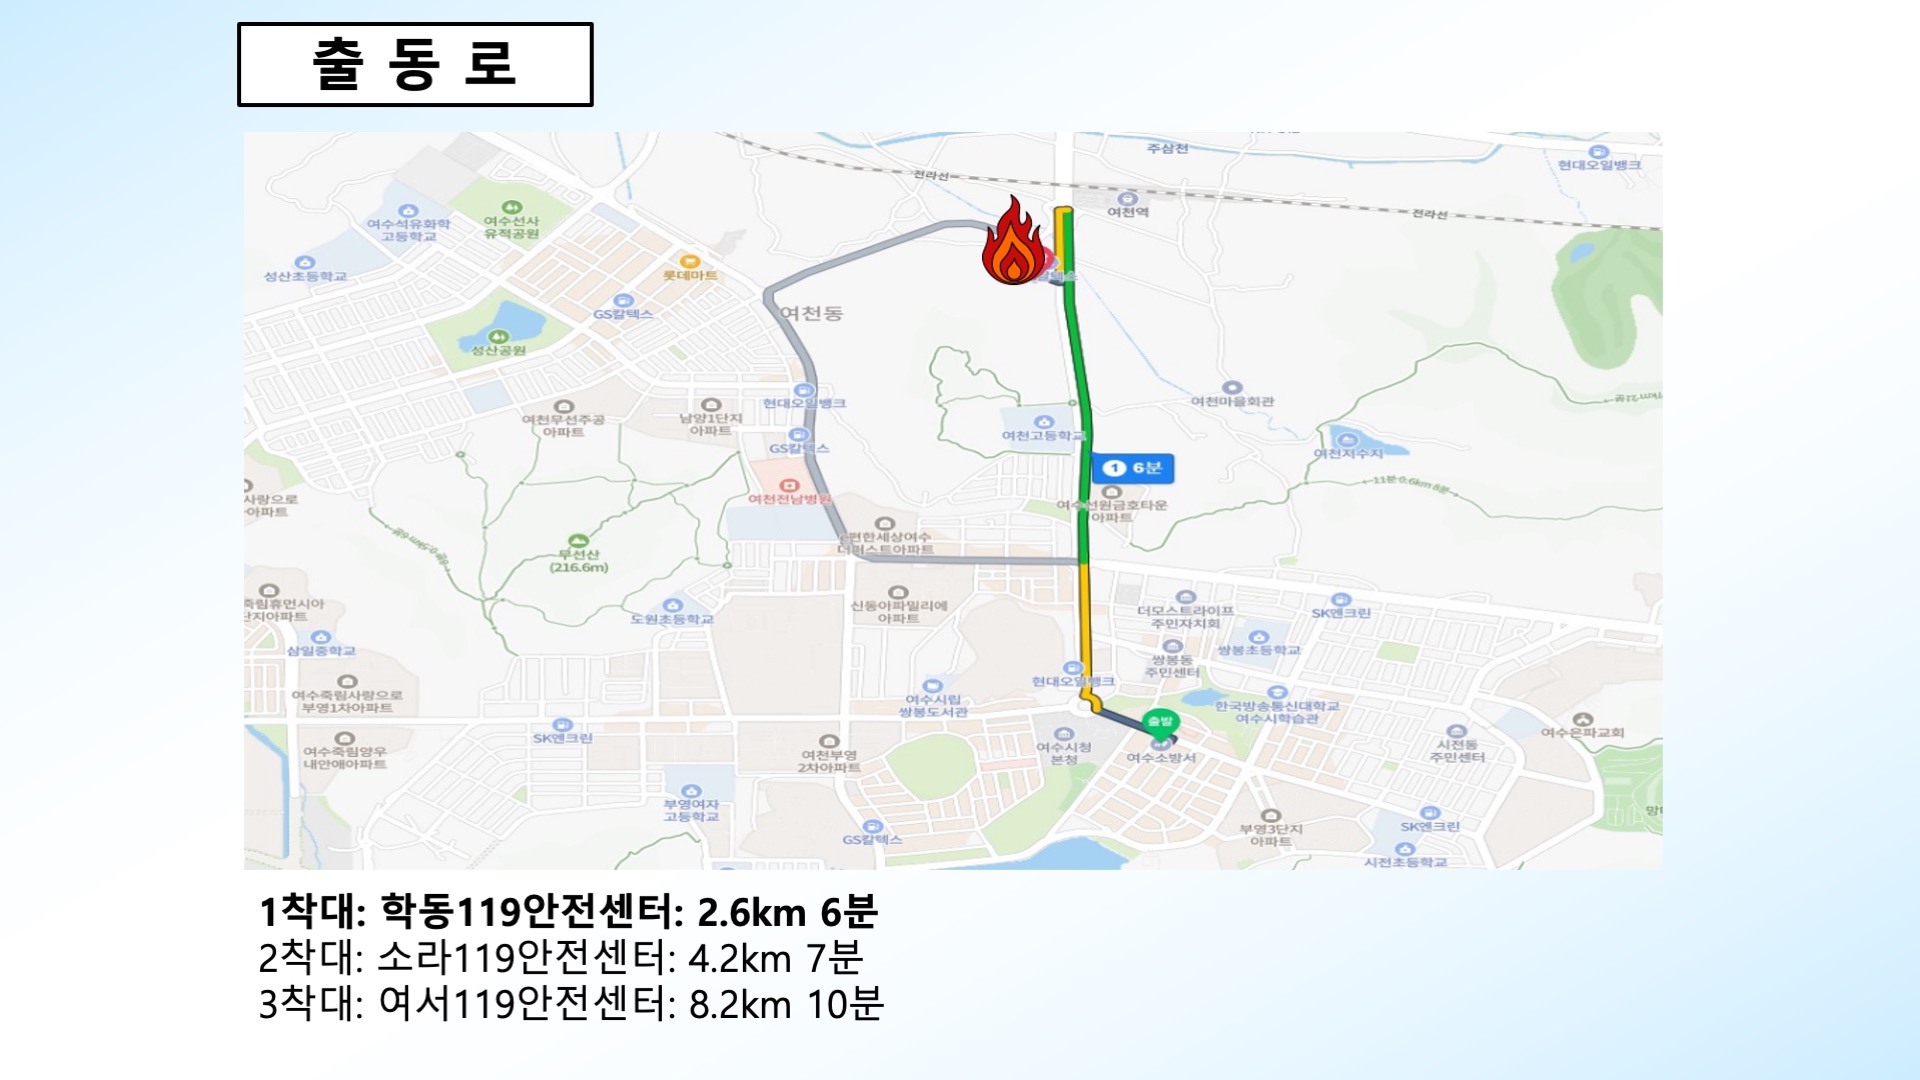 출 동 로
주삼천
현대오일뱅크
전라선
전라선
여천역
여수석유화학
고등학교
여수선사
유적공원
성산초등학교
롯데마트
GS칼텍스
여천동
성산공원
현대오일뱅크
여천마을회관
여천무선주공
아파트
남양1단지
아파트
여천고등학교
GS칼텍스
여천저수지
1 6분
11분 0.6km 8분
여천전남병원
여수선원금호타운
아파트
사랑으로
아파트
e편한세상여수
더퍼스트아파트
무선산
(216.6m)
죽림휴먼시아
단지아파트
도원초등학교
신동아파밀리에
아파트
더모스트라이프
주민자치회
SK엔크린
삼일중학교
쌍봉동
주민센터
쌍봉초등학교
현대오일뱅크
여수죽림사랑으로
부영1차아파트
여수시립
쌍봉도서관
한국방송통신대학교
여수시학습관
출발
SK엔크린
여수시청
본청
여수소방서
시전동
주민센터
여수은파교회
여수죽림양우
내안애아파트
여천부영
2차아파트
부영여자
고등학교
GS칼텍스
부영3단지
아파트
SK엔크린
시전초등학교
망
1착대: 학동119안전센터: 2.6km 6분
2착대: 소라119안전센터: 4.2km 7분
3착대: 여서119안전센터: 8.2km 10분